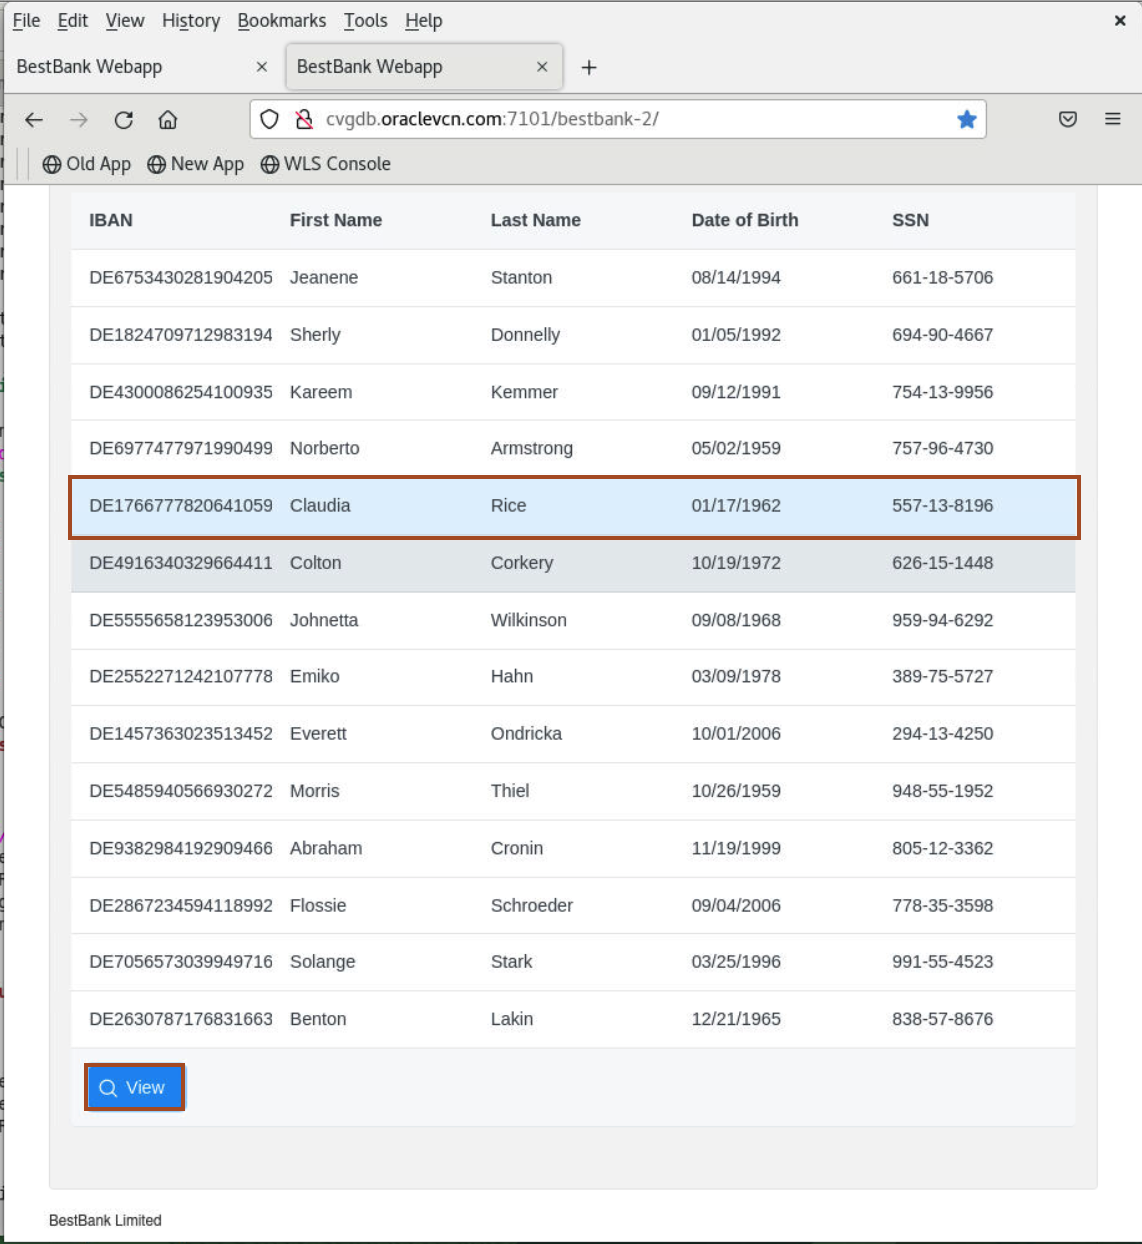 File Edit View History Bookmarks Tools Help ×
BestBank Webapp × BestBank Webapp × +
cvgdb.oraclevcn.com:7101/bestbank-2/
Old App New App WLS Console
IBAN First Name Last Name Date of Birth SSN
DE6753430281904205 Jeanene Stanton 08/14/1994 661-18-5706
DE1824709712983194 Sherly Donnelly 01/05/1992 694-90-4667
DE4300086254100935 Kareem Kemmer 09/12/1991 754-13-9956
DE6977477971990499 Norberto Armstrong 05/02/1959 757-96-4730
DE1766777820641059 Claudia Rice 01/17/1962 557-13-8196
DE4916340329664411 Colton Corkery 10/19/1972 626-15-1448
DE5555658123953006 Johnetta Wilkinson 09/08/1968 959-94-6292
DE2552271242107778 Emiko Hahn 03/09/1978 389-75-5727
DE1457363023513452 Everett Ondricka 10/01/2006 294-13-4250
DE5485940566930272 Morris Thiel 10/26/1959 948-55-1952
DE9382984192909466 Abraham Cronin 11/19/1999 805-12-3362
DE2867234594118992 Flossie Schroeder 09/04/2006 778-35-3598
DE7056573039949716 Solange Stark 03/25/1996 991-55-4523
DE2630787176831663 Benton Lakin 12/21/1965 838-57-8676
View
BestBank Limited